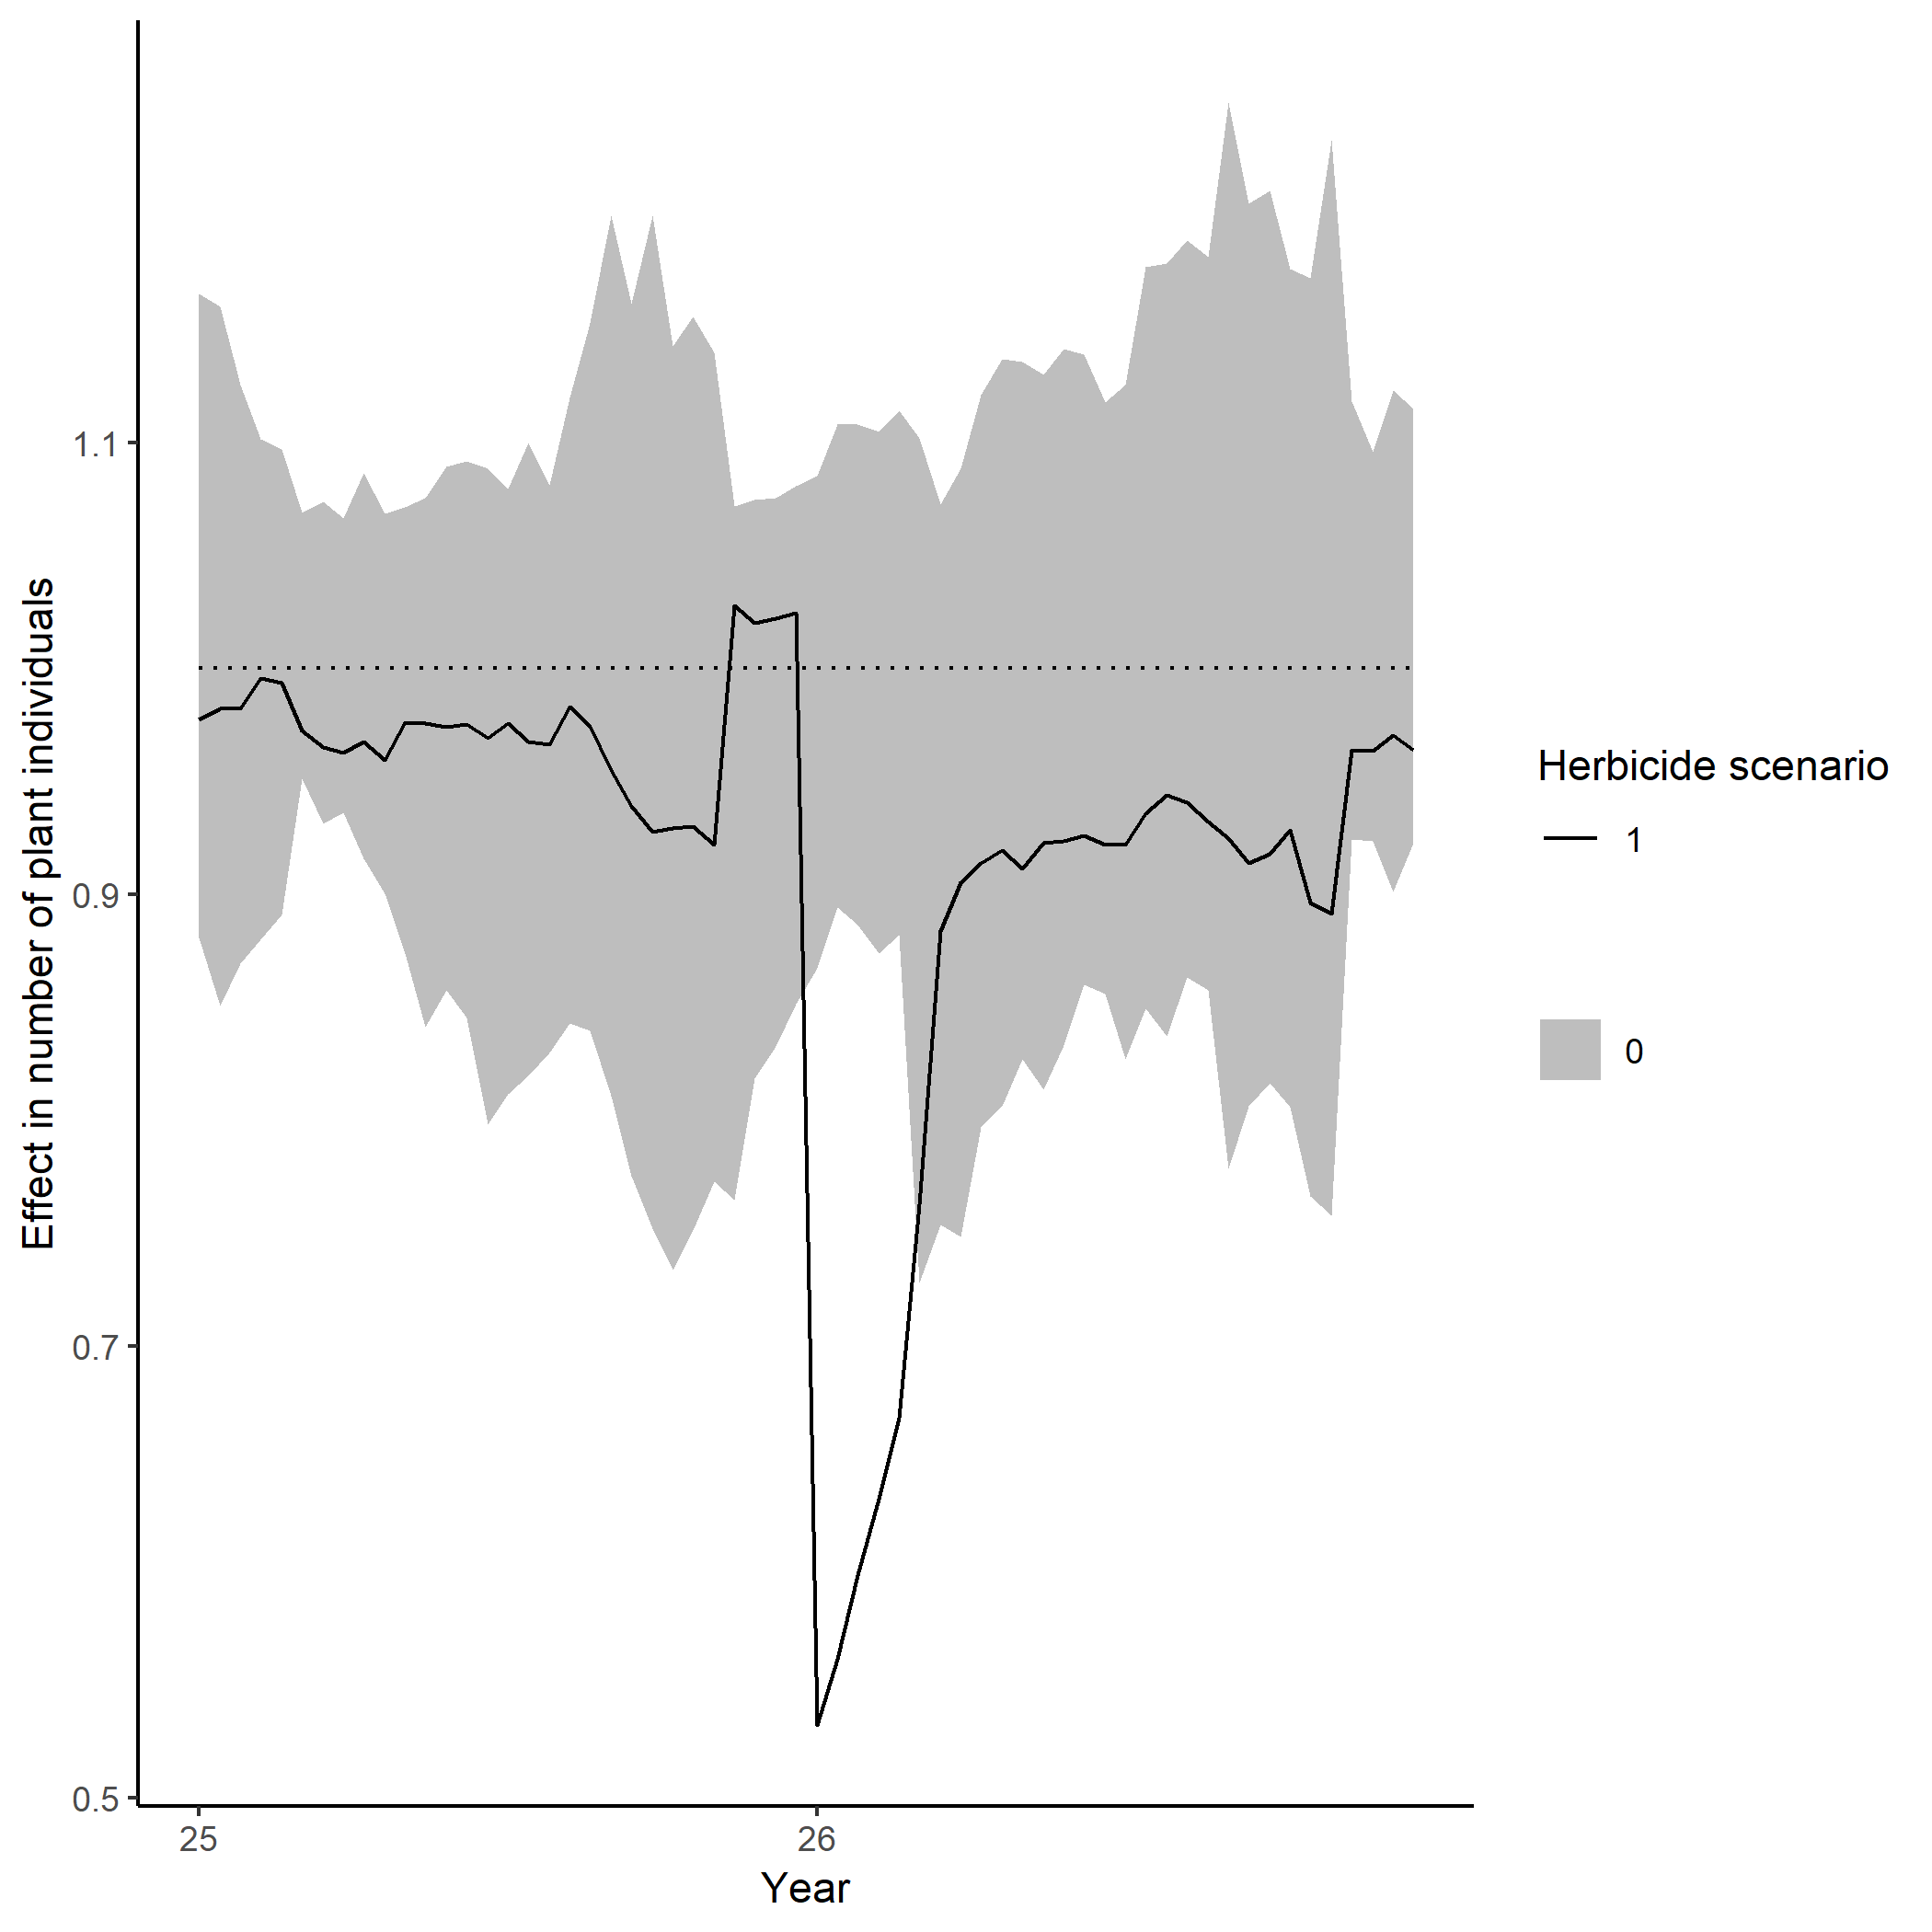 Effect in number of plant individuals
1.1
0.9
0.7
0.5
25
26
Year
Herbicide scenario
1
0